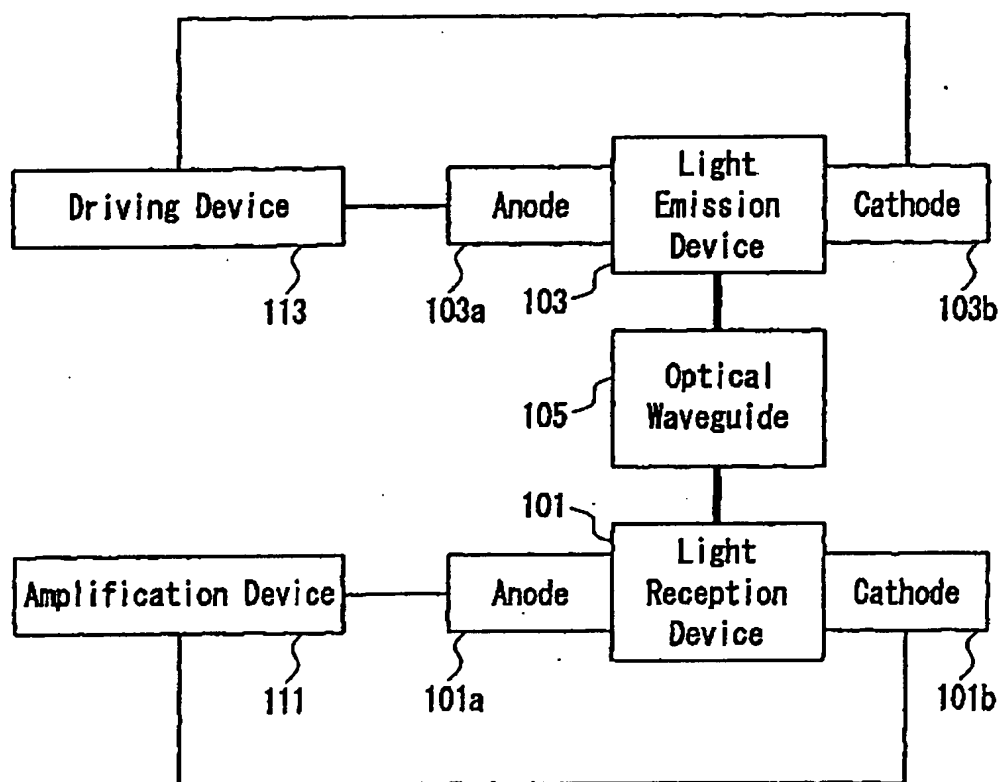 Light
Emission
Device
Driving Device
Anode
Cathode
113
103a
103
103b
Optical
Waveguide
105
101
Light
Reception
Device
Amplification Device
Anode
Cathode
111
101a
101b